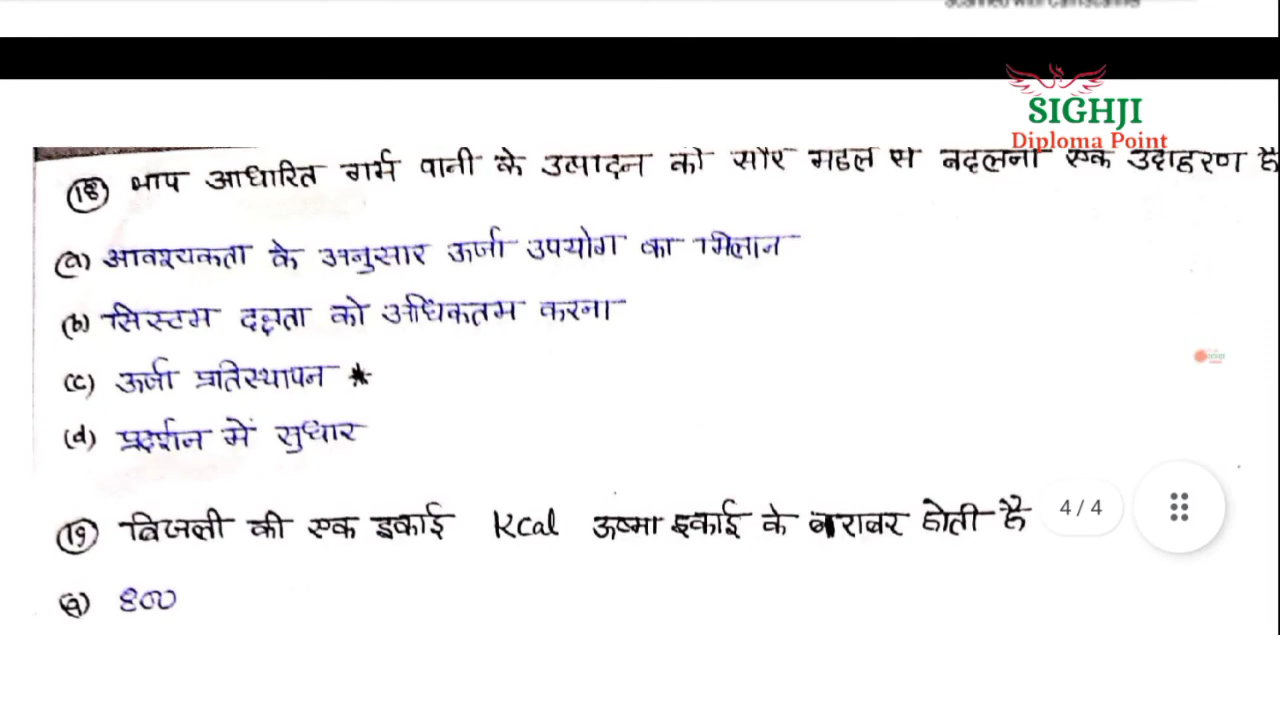 SIGHJI
Diploma Point
(18) भाप आधारित गर्म पानी के उत्पादन को सौर मंडल से बदलना एक उदाहरण है
(a) आवश्यकता के अनुसार ऊर्जा उपयोग का मिलान
(b) सिस्टम दक्षता को अधिकतम करना
(c) ऊर्जा प्रतिस्थापन *
(d) प्रदर्शन में सुधार
(19) बिजली की एक इकाई Kcal ऊष्मा इकाई के बराबर होती है
4 / 4
(a) 800